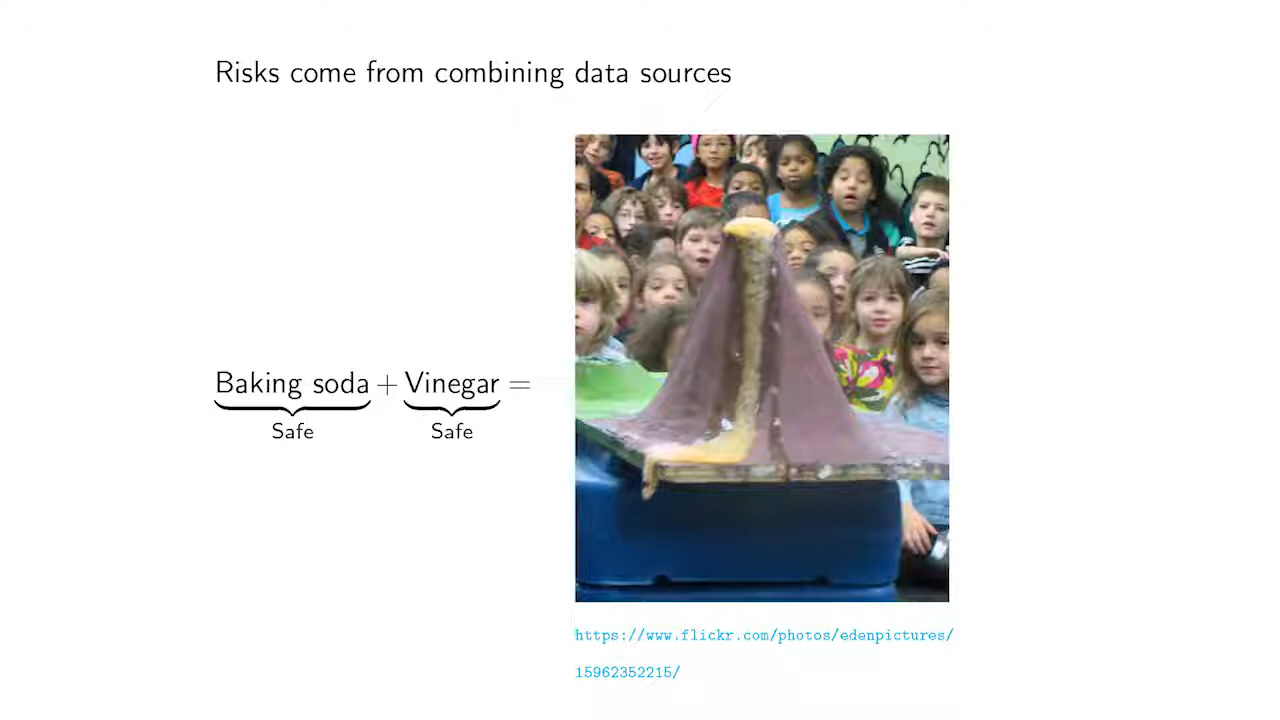 Risks come from combining data sources
Baking soda + Vinegar =
Safe Safe
https://www.flickr.com/photos/edenpictures/
15962352215/